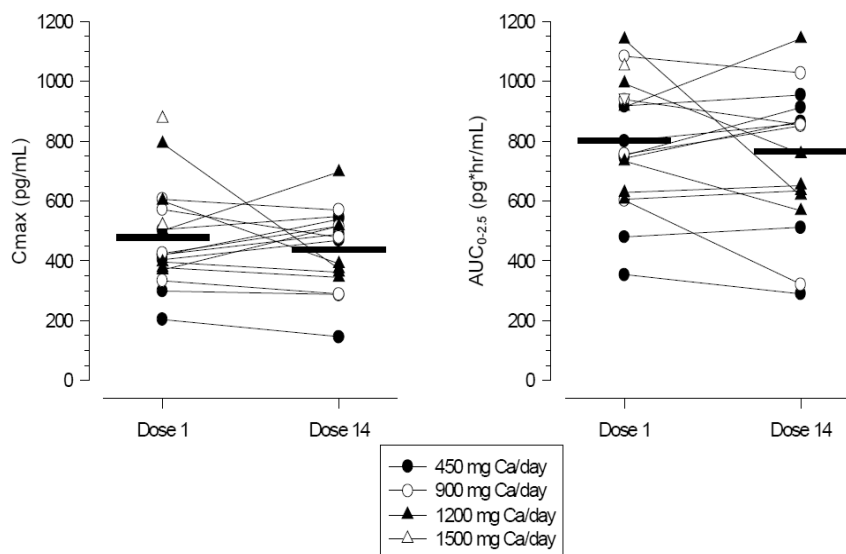 1200
1000
800
600
400
200
0
Cmax (pg/mL)
Dose 1
Dose 14
1200
1000
800
600
400
200
0
AUC0-2.5 (pg*hr/mL)
Dose 1
Dose 14
450 mg Ca/day
900 mg Ca/day
1200 mg Ca/day
1500 mg Ca/day